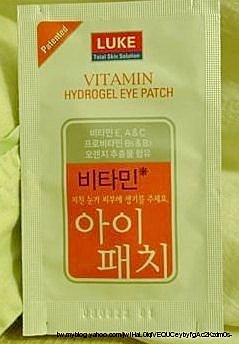 Patented
LUKE
Total Skin Solution
VITAMIN
HYDROGEL EYE PATCH
비타민 E, A & C
프로비타민 B5 & B3
오렌지 추출물 함유
비타민*
지친 눈가 피부에 생기를 주세요.
아이
패치